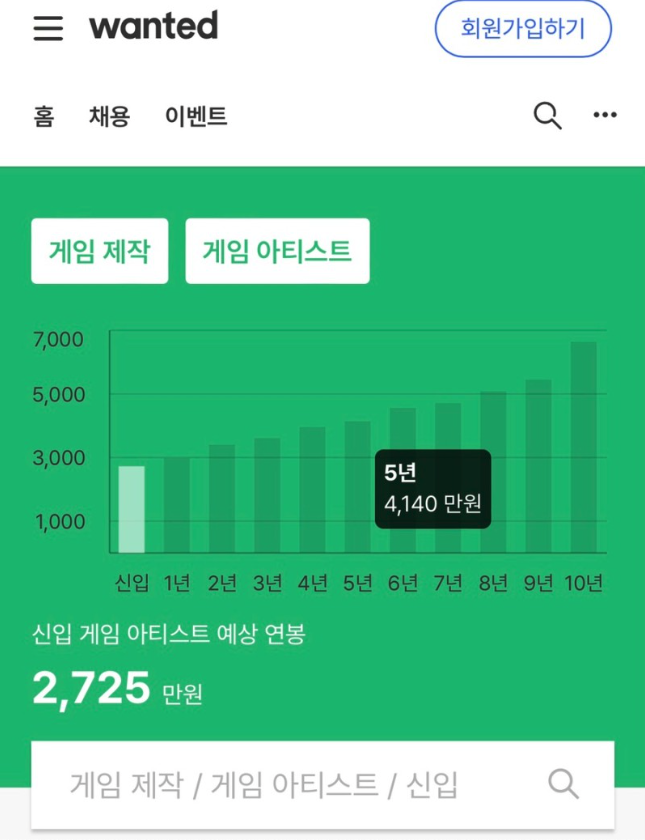 wanted
회원가입하기
홈 채용 이벤트
게임 제작 게임 아티스트
7,000
5,000
3,000
1,000
5년
4,140 만원
신입 1년 2년 3년 4년 5년 6년 7년 8년 9년 10년
신입 게임 아티스트 예상 연봉
2,725 만원
게임 제작 / 게임 아티스트 / 신입